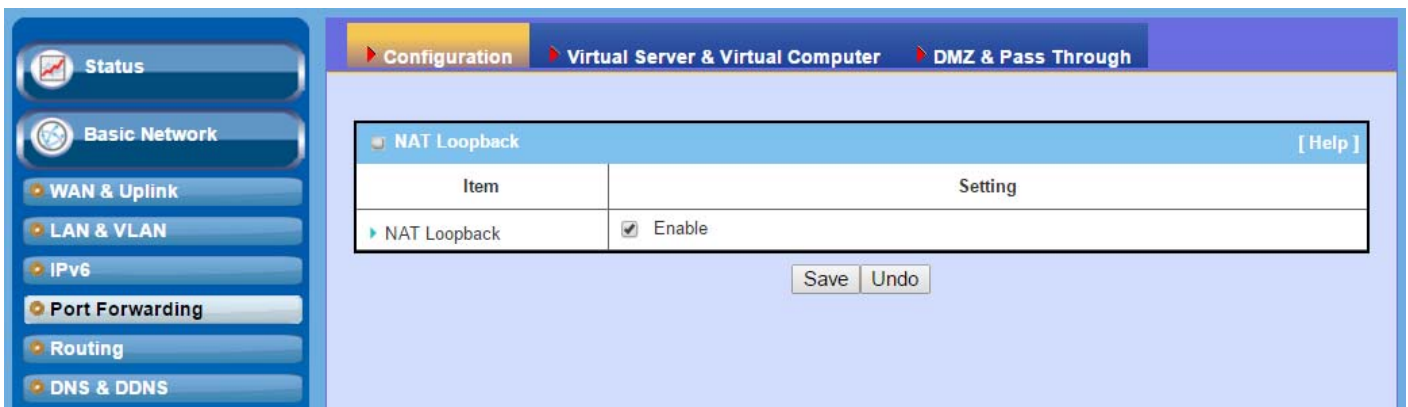 Status
Basic Network
WAN & Uplink
LAN & VLAN
IPv6
Port Forwarding
Routing
DNS & DDNS
Configuration Virtual Server & Virtual Computer DMZ & Pass Through
NAT Loopback [ Help ]
Item Setting
NAT Loopback Enable
Save Undo